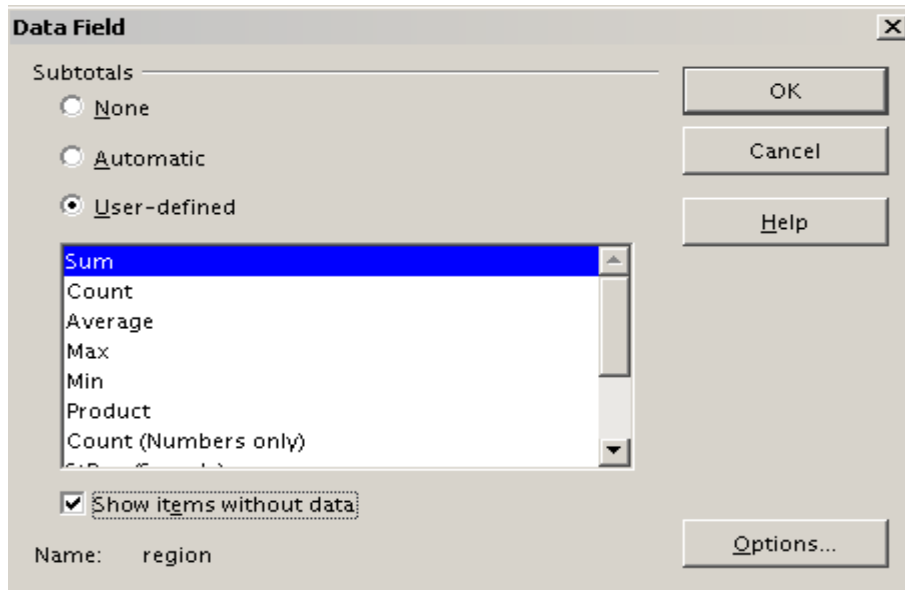 Data Field
Subtotals
None
Automatic
User-defined
Sum
Count
Average
Max
Min
Product
Count (Numbers only)
Show items without data
Name: region
OK
Cancel
Help
Options...